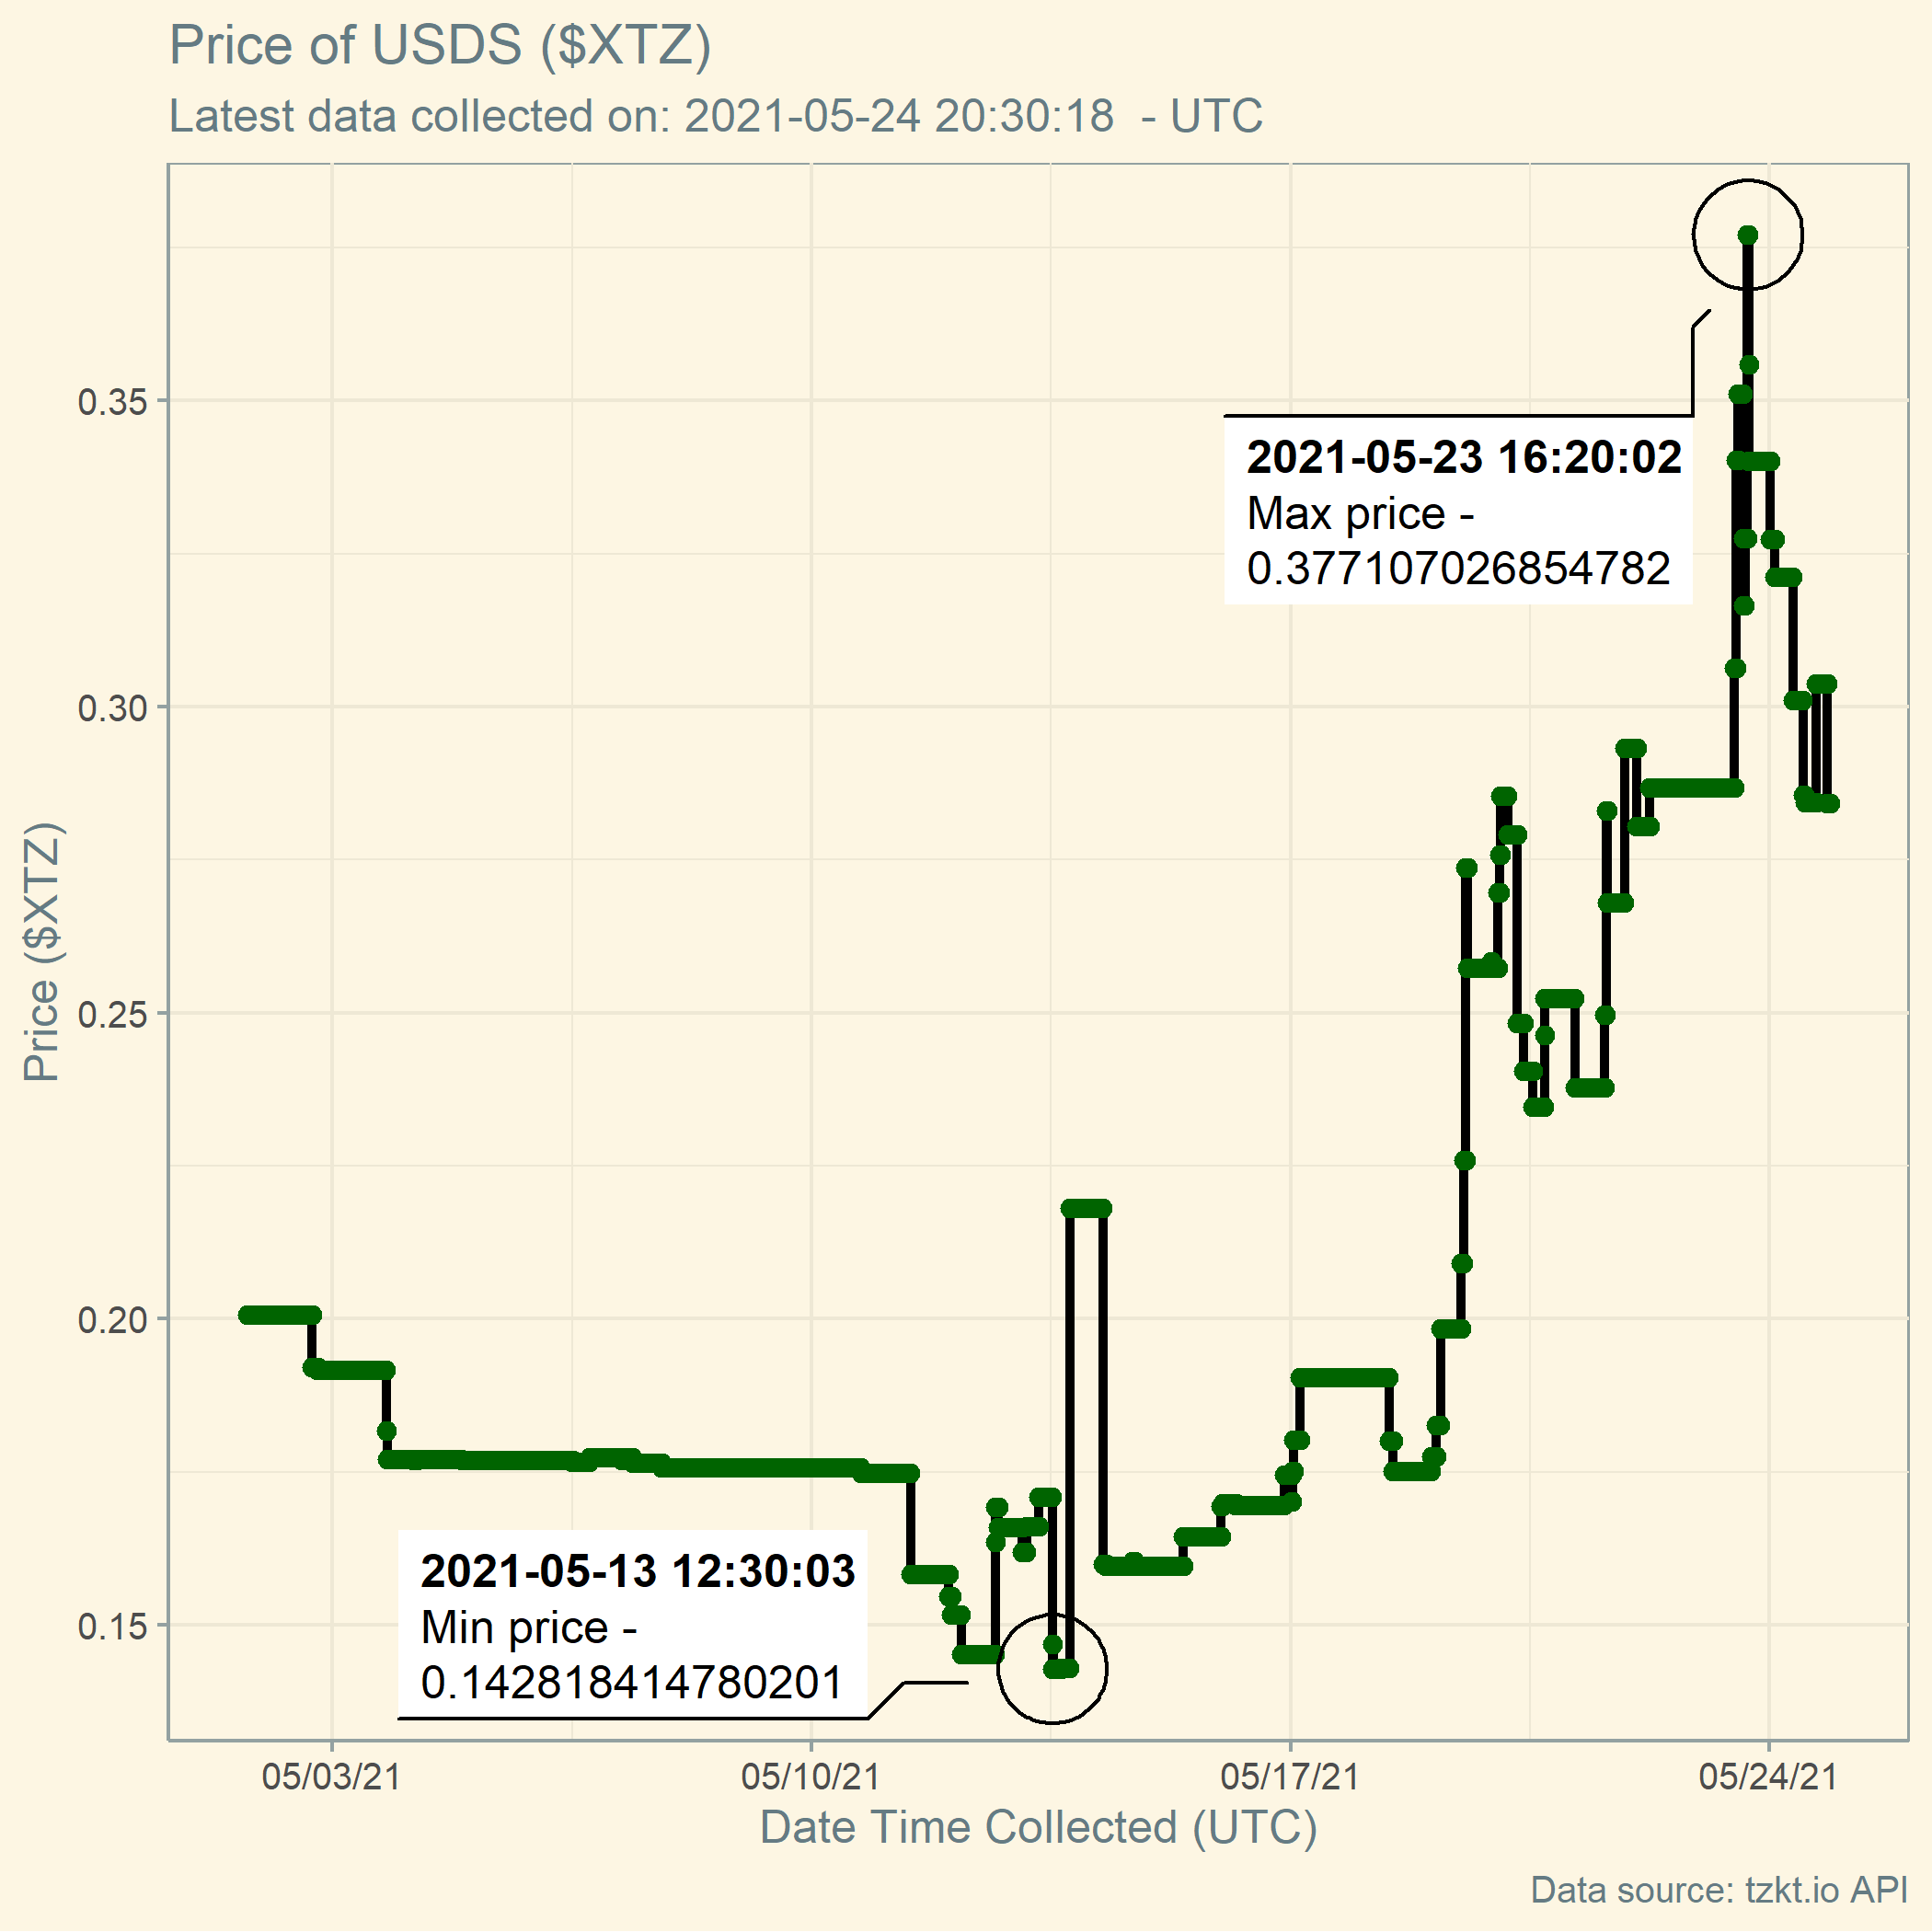 Price of USDS ($XTZ)
Latest data collected on: 2021-05-24 20:30:18  - UTC
Price ($XTZ)
0.35
0.30
0.25
0.20
0.15
2021-05-23 16:20:02
Max price -
0.377107026854782
2021-05-13 12:30:03
Min price -
0.142818414780201
05/03/21
05/10/21
05/17/21
05/24/21
Date Time Collected (UTC)
Data source: tzkt.io API